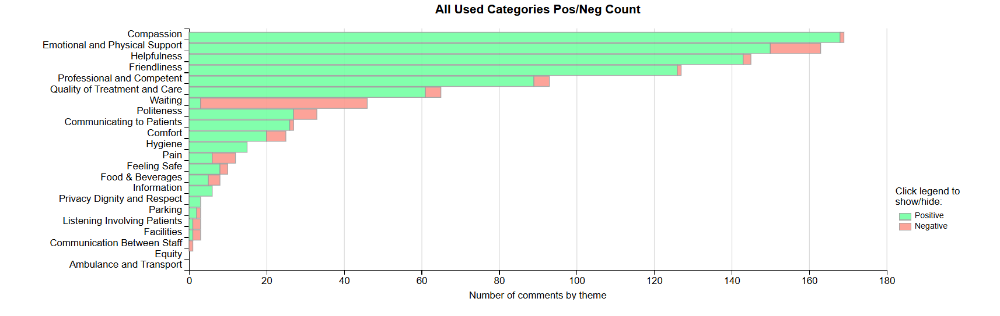 All Used Categories Pos/Neg Count
Compassion
Emotional and Physical Support
Helpfulness
Friendliness
Professional and Competent
Quality of Treatment and Care
Waiting
Politeness
Communicating to Patients
Comfort
Hygiene
Pain
Feeling Safe
Food & Beverages
Information
Privacy Dignity and Respect
Parking
Listening Involving Patients
Facilities
Communication Between Staff
Equity
Ambulance and Transport
0 20 40 60 80 100 120 140 160 180
Number of comments by theme
Click legend to
show/hide:
Positive
Negative